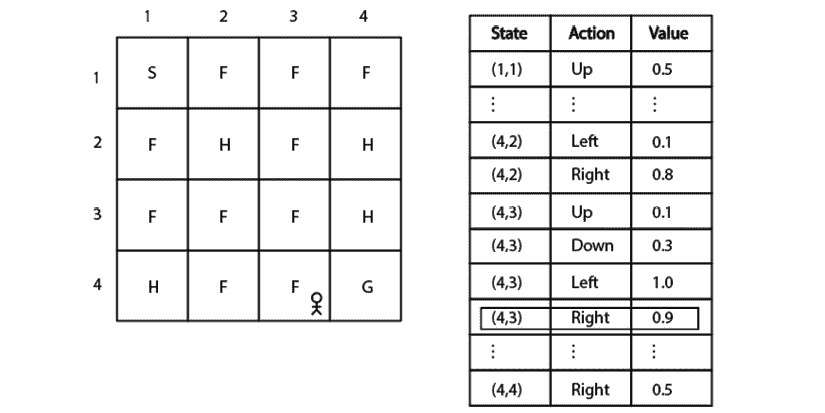 1 2 3 4
1 S F F F
2 F H F H
3 F F F H
4 H F F G
State Action Value
(1,1) Up 0.5
⋮ ⋮ ⋮
(4,2) Left 0.1
(4,2) Right 0.8
(4,3) Up 0.1
(4,3) Down 0.3
(4,3) Left 1.0
(4,3) Right 0.9
⋮ ⋮ ⋮
(4,4) Right 0.5